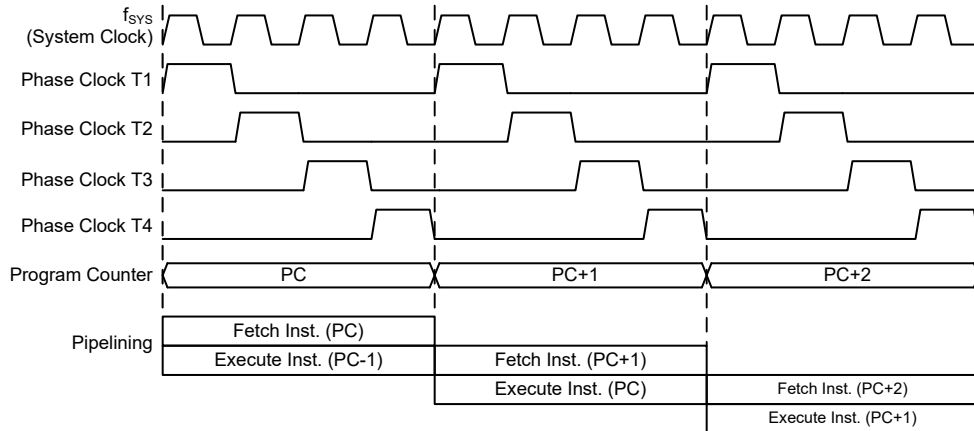 fSYS
(System Clock)
Phase Clock T1
Phase Clock T2
Phase Clock T3
Phase Clock T4
Program Counter
PC
PC+1
PC+2
Pipelining
Fetch Inst. (PC)
Execute Inst. (PC-1)
Fetch Inst. (PC+1)
Execute Inst. (PC)
Fetch Inst. (PC+2)
Execute Inst. (PC+1)